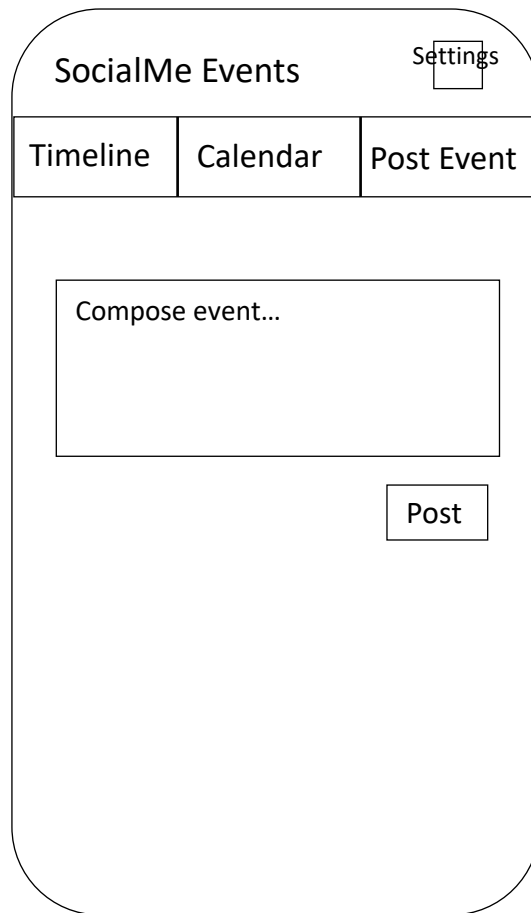 SocialMe Events
Settings
Timeline
Calendar
Post Event
Compose event…
Post